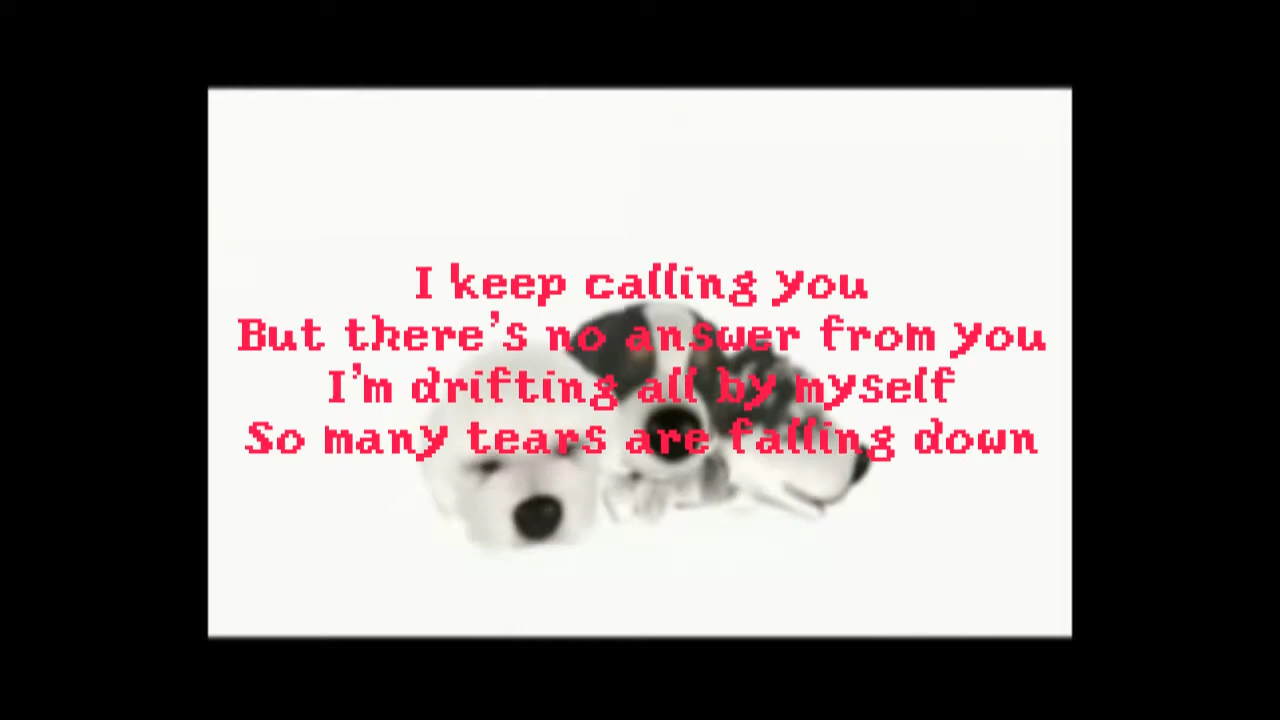 I keep calling you
But there's no answer from you
I'm drifting all by myself
So many tears are falling down